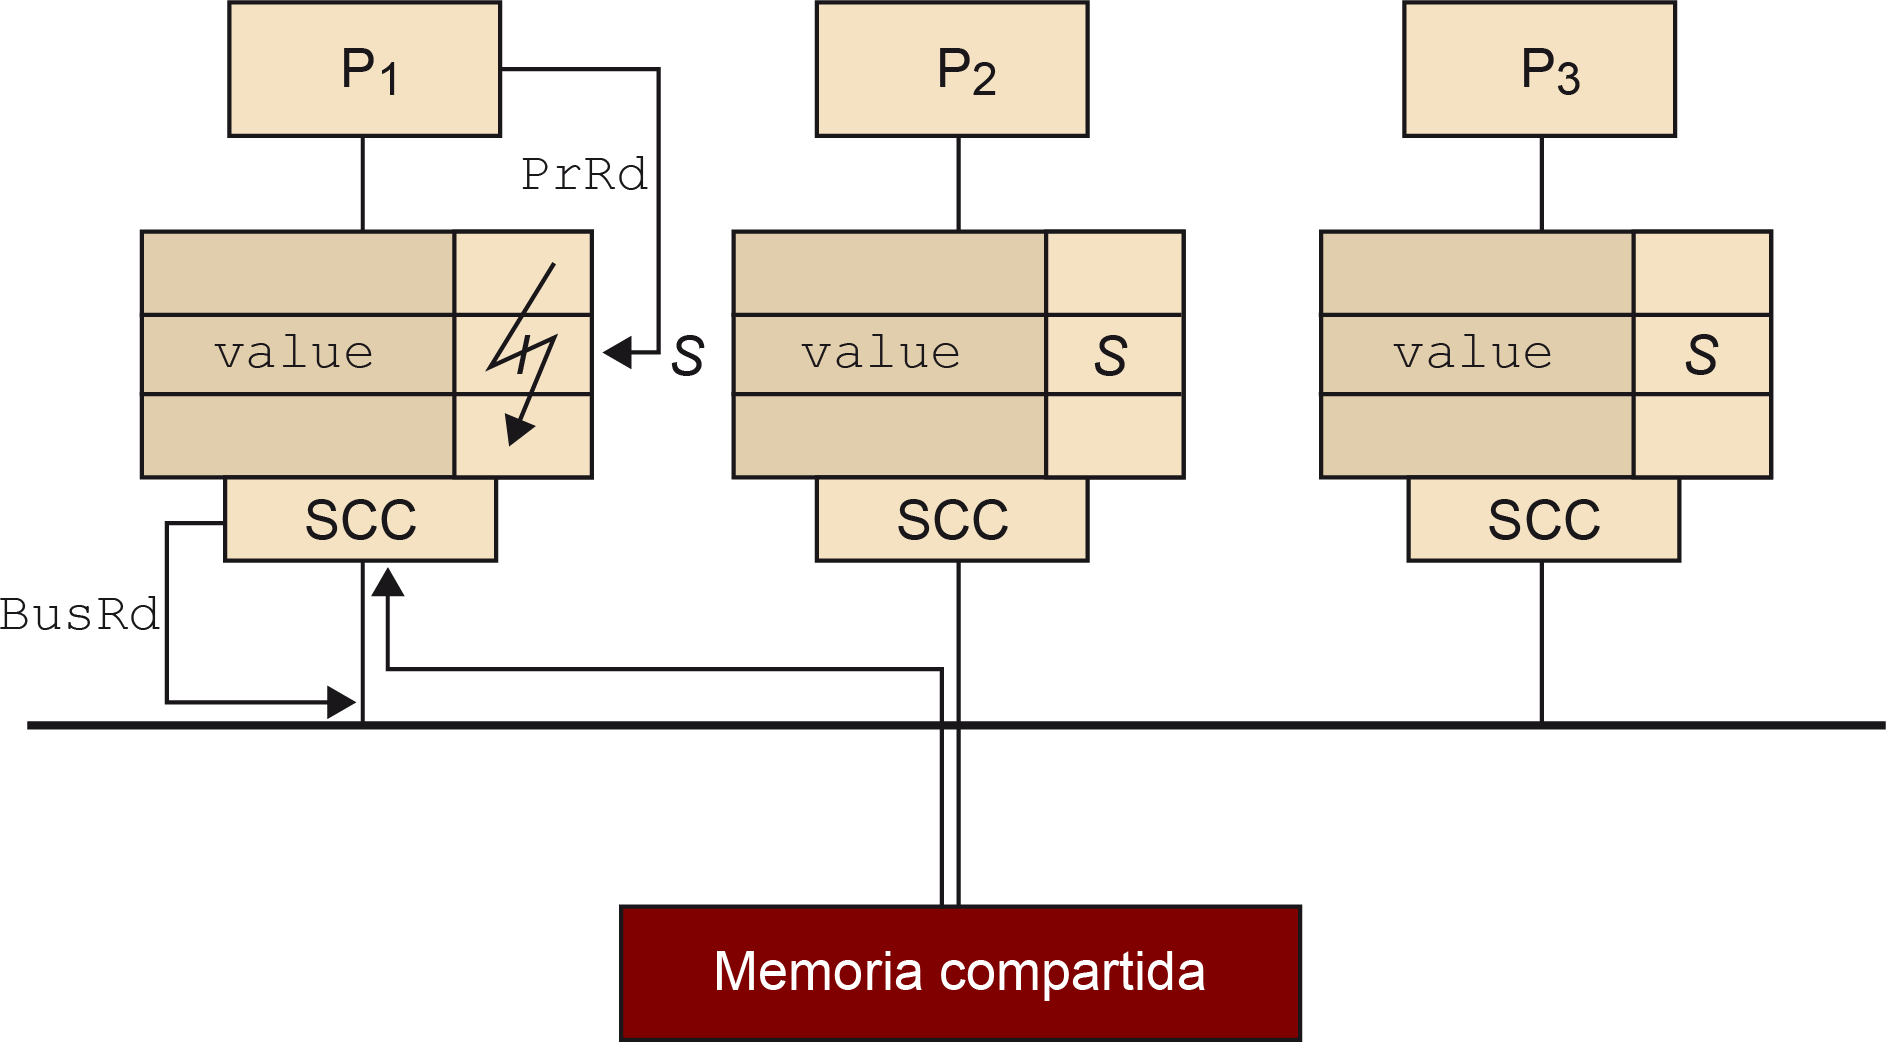 P1
P2
P3
PrRd
value
I
S
value
S
value
S
SCC
SCC
SCC
BusRd
Memoria compartida